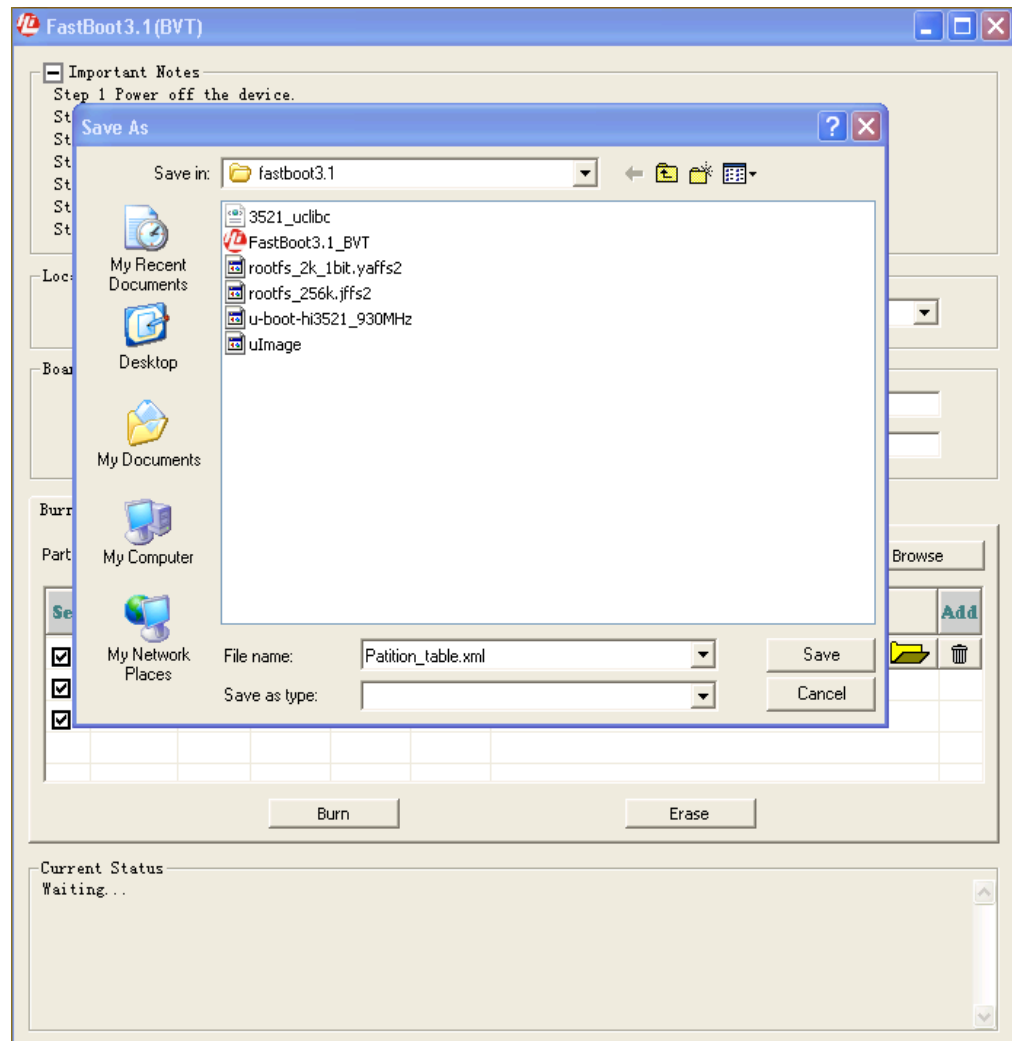 FastBoot3.1(BVT)
Important Notes
Step 1 Power off the device.
St
St
St
St
St
St
Save As
Save in:
fastboot3.1
3521_uclibc
FastBoot3.1_BVT
rootfs_2k_1bit.yaffs2
rootfs_256k.jffs2
u-boot-hi3521_930MHz
uImage
My Recent
Documents
Desktop
My Documents
My Computer
My Network
Places
File name:
Patition_table.xml
Save
Save as type:
Cancel
Loc
Boar
Burr
Part
Browse
Se
Add
Burn
Erase
Current Status
Waiting...